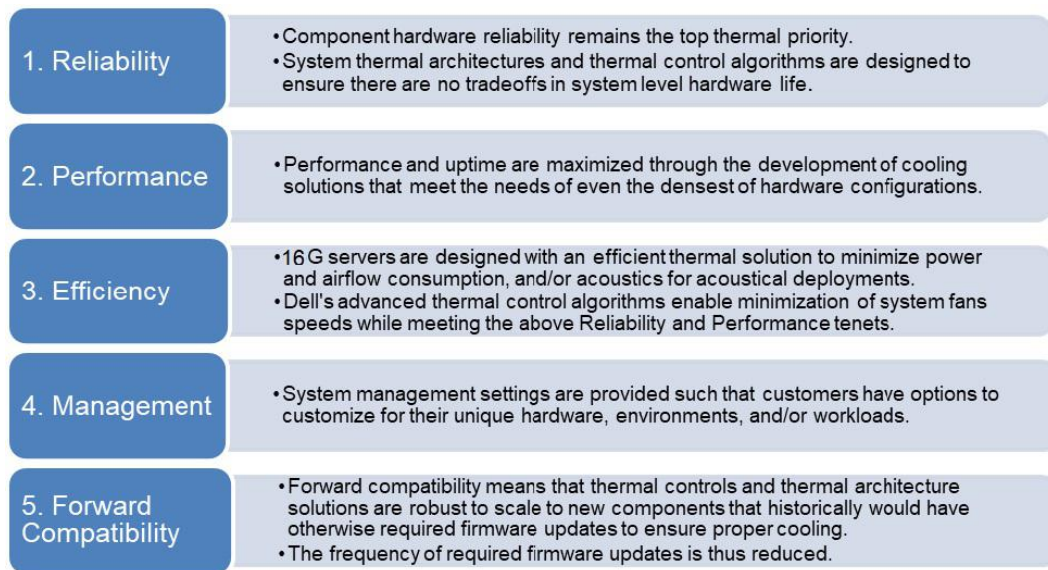 1. Reliability
•Component hardware reliability remains the top thermal priority.
•System thermal architectures and thermal control algorithms are designed to
ensure there are no tradeoffs in system level hardware life.
2. Performance
•Performance and uptime are maximized through the development of cooling
solutions that meet the needs of even the densest of hardware configurations.
3. Efficiency
•16G servers are designed with an efficient thermal solution to minimize power
and airflow consumption, and/or acoustics for acoustical deployments.
•Dell's advanced thermal control algorithms enable minimization of system fans
speeds while meeting the above Reliability and Performance tenets.
4. Management
•System management settings are provided such that customers have options to
customize for their unique hardware, environments, and/or workloads.
5. Forward
Compatibility
•Forward compatibility means that thermal controls and thermal architecture
solutions are robust to scale to new components that historically would have
otherwise required firmware updates to ensure proper cooling.
•The frequency of required firmware updates is thus reduced.